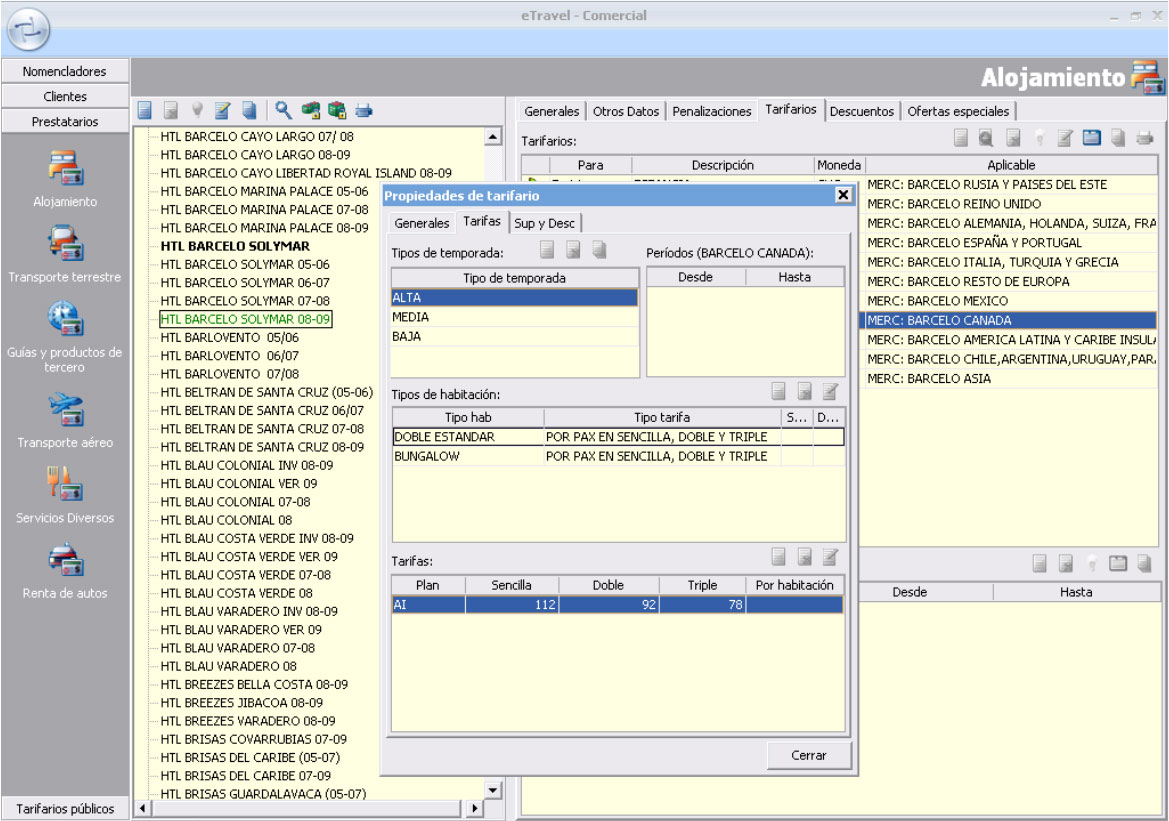 eTravel - Comercial
Nomencladores
Clientes
Prestatarios
Alojamiento
Transporte terrestre
Guías y productos de
tercero
Transporte aéreo
Servicios Diversos
Renta de autos
Tarifarios públicos
Alojamiento
HTL BARCELO CAYO LARGO 07/ 08
HTL BARCELO CAYO LARGO 08-09
HTL BARCELO CAYO LIBERTAD ROYAL ISLAND 08-09
HTL BARCELO MARINA PALACE 05-06
HTL BARCELO MARINA PALACE 07-08
HTL BARCELO MARINA PALACE 08-09
HTL BARCELO SOLYMAR
HTL BARCELO SOLYMAR 05-06
HTL BARCELO SOLYMAR 06-07
HTL BARCELO SOLYMAR 07-08
HTL BARCELO SOLYMAR 08-09
HTL BARLOVENTO 05/06
HTL BARLOVENTO 06/07
HTL BARLOVENTO 07/08
HTL BELTRAN DE SANTA CRUZ (05-06)
HTL BELTRAN DE SANTA CRUZ 06/07
HTL BELTRAN DE SANTA CRUZ 07-08
HTL BELTRAN DE SANTA CRUZ 08-09
HTL BLAU COLONIAL INV 08-09
HTL BLAU COLONIAL VER 09
HTL BLAU COLONIAL 07-08
HTL BLAU COLONIAL 08
HTL BLAU COSTA VERDE INV 08-09
HTL BLAU COSTA VERDE VER 09
HTL BLAU COSTA VERDE 07-08
HTL BLAU COSTA VERDE 08
HTL BLAU VARADERO INV 08-09
HTL BLAU VARADERO VER 09
HTL BLAU VARADERO 07-08
HTL BLAU VARADERO 08
HTL BREEZES BELLA COSTA 08-09
HTL BREEZES JIBACOA 08-09
HTL BREEZES VARADERO 08-09
HTL BRISAS COVARRUBIAS 07-09
HTL BRISAS DEL CARIBE (05-07)
HTL BRISAS DEL CARIBE 07-09
HTL BRISAS GUARDALAVACA (05-07)
Generales Otros Datos Penalizaciones Tarifarios Descuentos Ofertas especiales
Tarifarios:
Para Descripción Moneda Aplicable
MERC: BARCELO RUSIA Y PAISES DEL ESTE
MERC: BARCELO REINO UNIDO
MERC: BARCELO ALEMANIA, HOLANDA, SUIZA, FRA
MERC: BARCELO ESPAÑA Y PORTUGAL
MERC: BARCELO ITALIA, TURQUIA Y GRECIA
MERC: BARCELO RESTO DE EUROPA
MERC: BARCELO MEXICO
MERC: BARCELO CANADA
MERC: BARCELO AMERICA LATINA Y CARIBE INSUL
MERC: BARCELO CHILE,ARGENTINA,URUGUAY,PAR
MERC: BARCELO ASIA
Desde Hasta
Propiedades de tarifario
Generales Tarifas Sup y Desc
Tipos de temporada:
Tipo de temporada
ALTA
MEDIA
BAJA
Períodos (BARCELO CANADA):
Desde Hasta
Tipos de habitación:
Tipo hab Tipo tarifa S... D...
DOBLE ESTANDAR POR PAX EN SENCILLA, DOBLE Y TRIPLE
BUNGALOW POR PAX EN SENCILLA, DOBLE Y TRIPLE
Tarifas:
Plan Sencilla Doble Triple Por habitación
AI 112 92 78
Cerrar